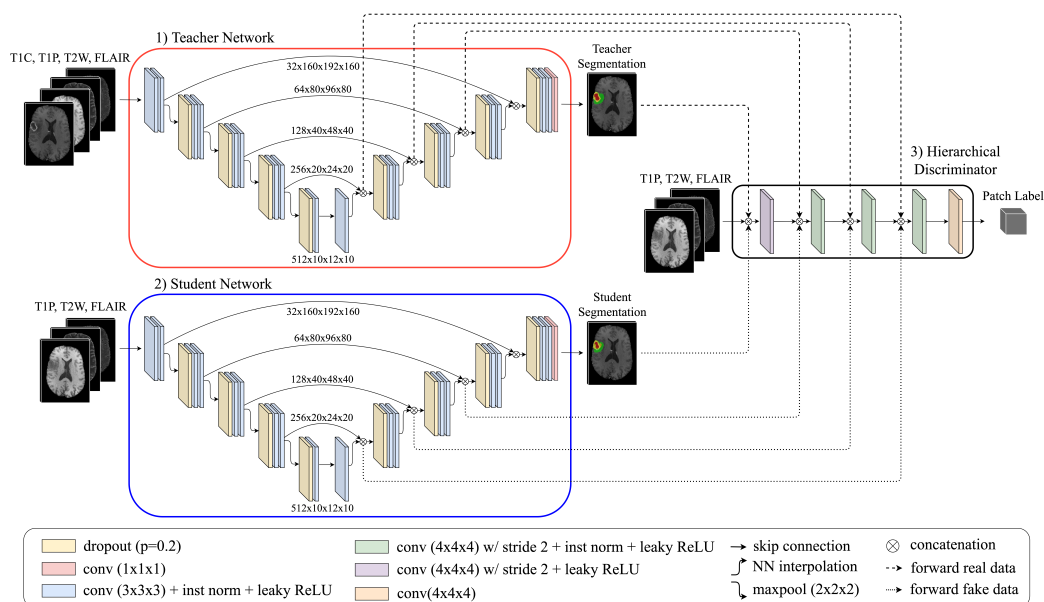 1) Teacher Network
T1C, T1P, T2W, FLAIR
32x160x192x160
64x80x96x80
128x40x48x40
256x20x24x20
512x10x12x10
Teacher
Segmentation
3) Hierarchical
Discriminator
T1P, T2W, FLAIR
Patch Label
2) Student Network
T1P, T2W, FLAIR
32x160x192x160
64x80x96x80
128x40x48x40
256x20x24x20
512x10x12x10
Student
Segmentation
dropout (p=0.2)
conv (1x1x1)
conv (3x3x3) + inst norm + leaky ReLU
conv (4x4x4) w/ stride 2 + inst norm + leaky ReLU
conv (4x4x4) w/ stride 2 + leaky ReLU
conv(4x4x4)
skip connection
NN interpolation
maxpool (2x2x2)
concatenation
forward real data
forward fake data